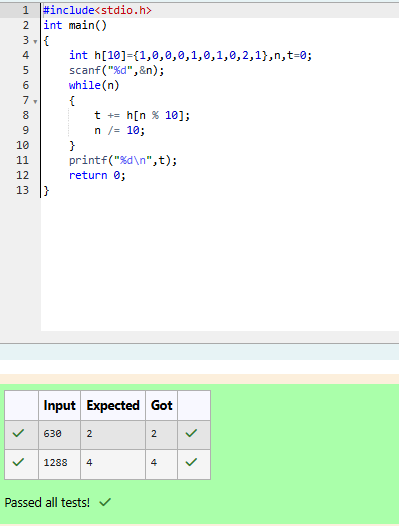 1 #include<stdio.h>
2 int main()
3 {
4 int h[10]={1,0,0,0,1,0,1,0,2,1},n,t=0;
5 scanf("%d",&n);
6 while(n)
7 {
8 t += h[n % 10];
9 n /= 10;
10 }
11 printf("%d\n",t);
12 return 0;
13 }
Input Expected Got
630 2 2
1288 4 4
Passed all tests!